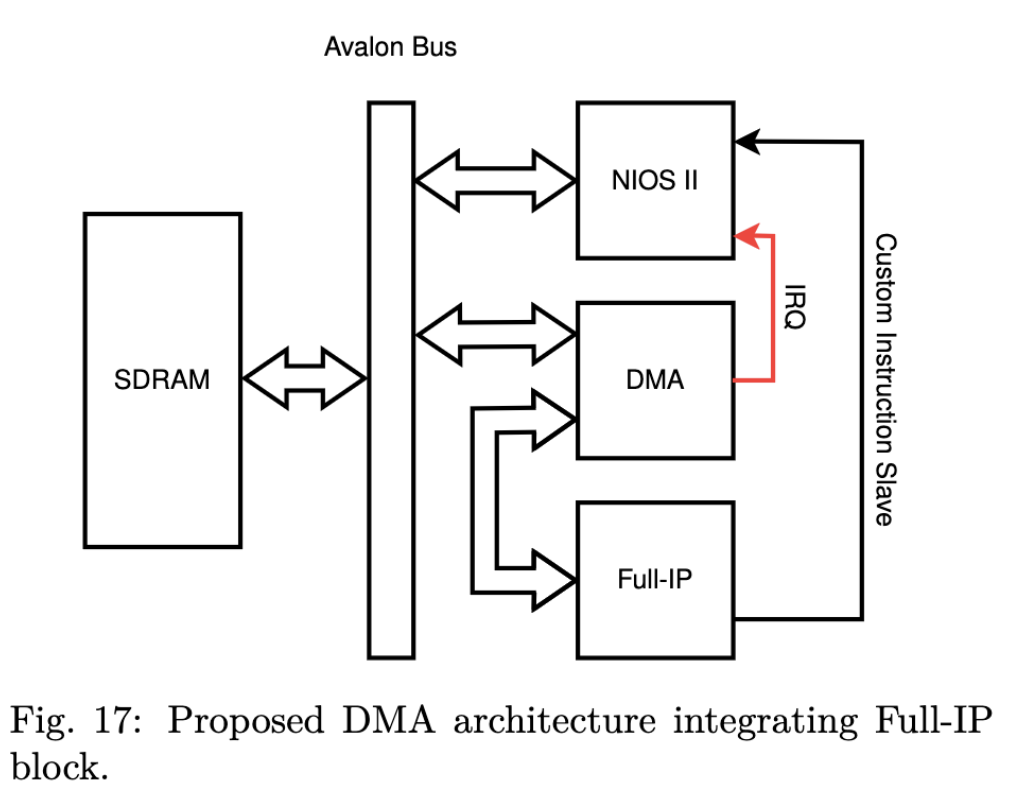 Avalon Bus
NIOS II
SDRAM
DMA
IRQ
Full-IP
Custom Instruction Slave
Fig. 17: Proposed DMA architecture integrating Full-IP
block.